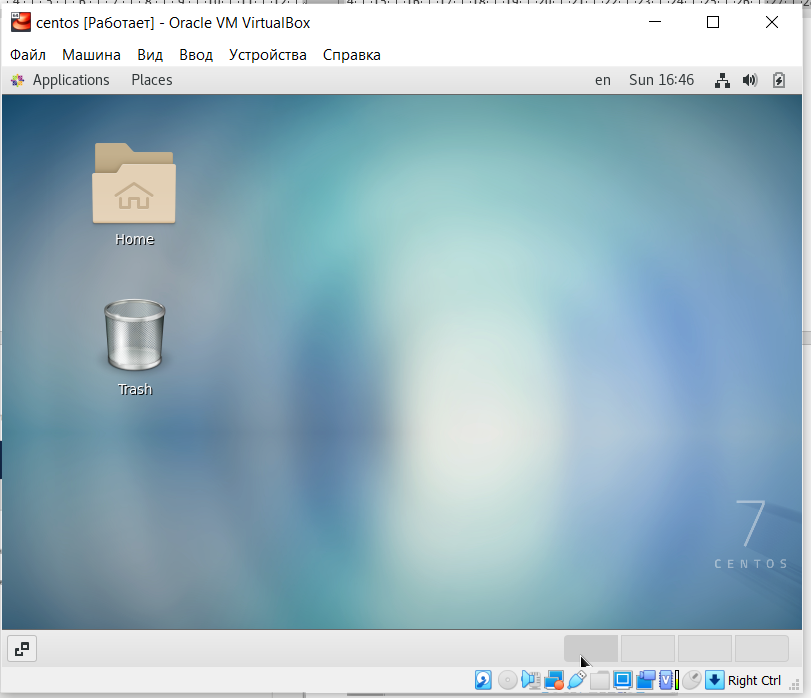 centos [Работает] - Oracle VM VirtualBox
Файл Машина Вид Ввод Устройства Справка
Applications Places en Sun 16:46
Home
Trash
7
CENTOS
Right Ctrl